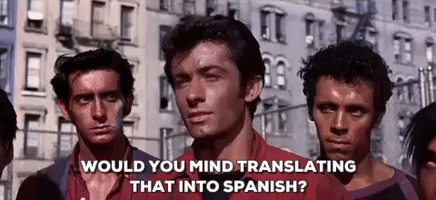 WOULD YOU MIND TRANSLATING
THAT INTO SPANISH?